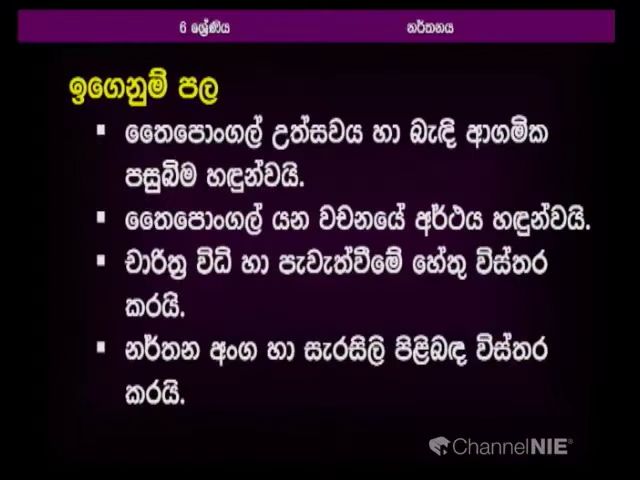 6 ශ්‍රේණිය නර්තනය
ඉගෙනුම් පල
▪ තෛපොංගල් උත්සවය හා බැඳි ආගමික
පසුබිම හඳුන්වයි.
▪ තෛපොංගල් යන වචනයේ අර්ථය හඳුන්වයි.
▪ චාරිත්‍ර විධි හා පැවැත්වීමේ හේතු විස්තර
කරයි.
▪ නර්තන අංග හා සැරසිලි පිළිබඳ විස්තර
කරයි.
ChannelNIE